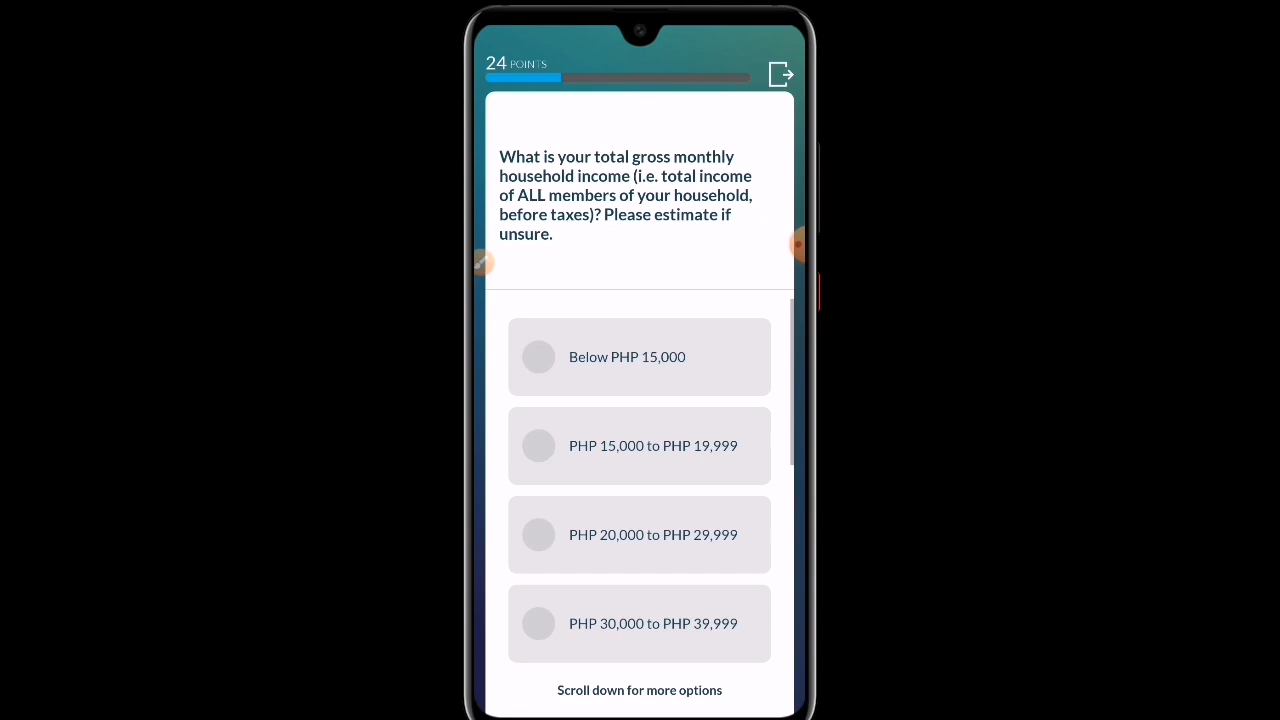 24 POINTS
What is your total gross monthly
household income (i.e. total income
of ALL members of your household,
before taxes)? Please estimate if
unsure.
Below PHP 15,000
PHP 15,000 to PHP 19,999
PHP 20,000 to PHP 29,999
PHP 30,000 to PHP 39,999
Scroll down for more options